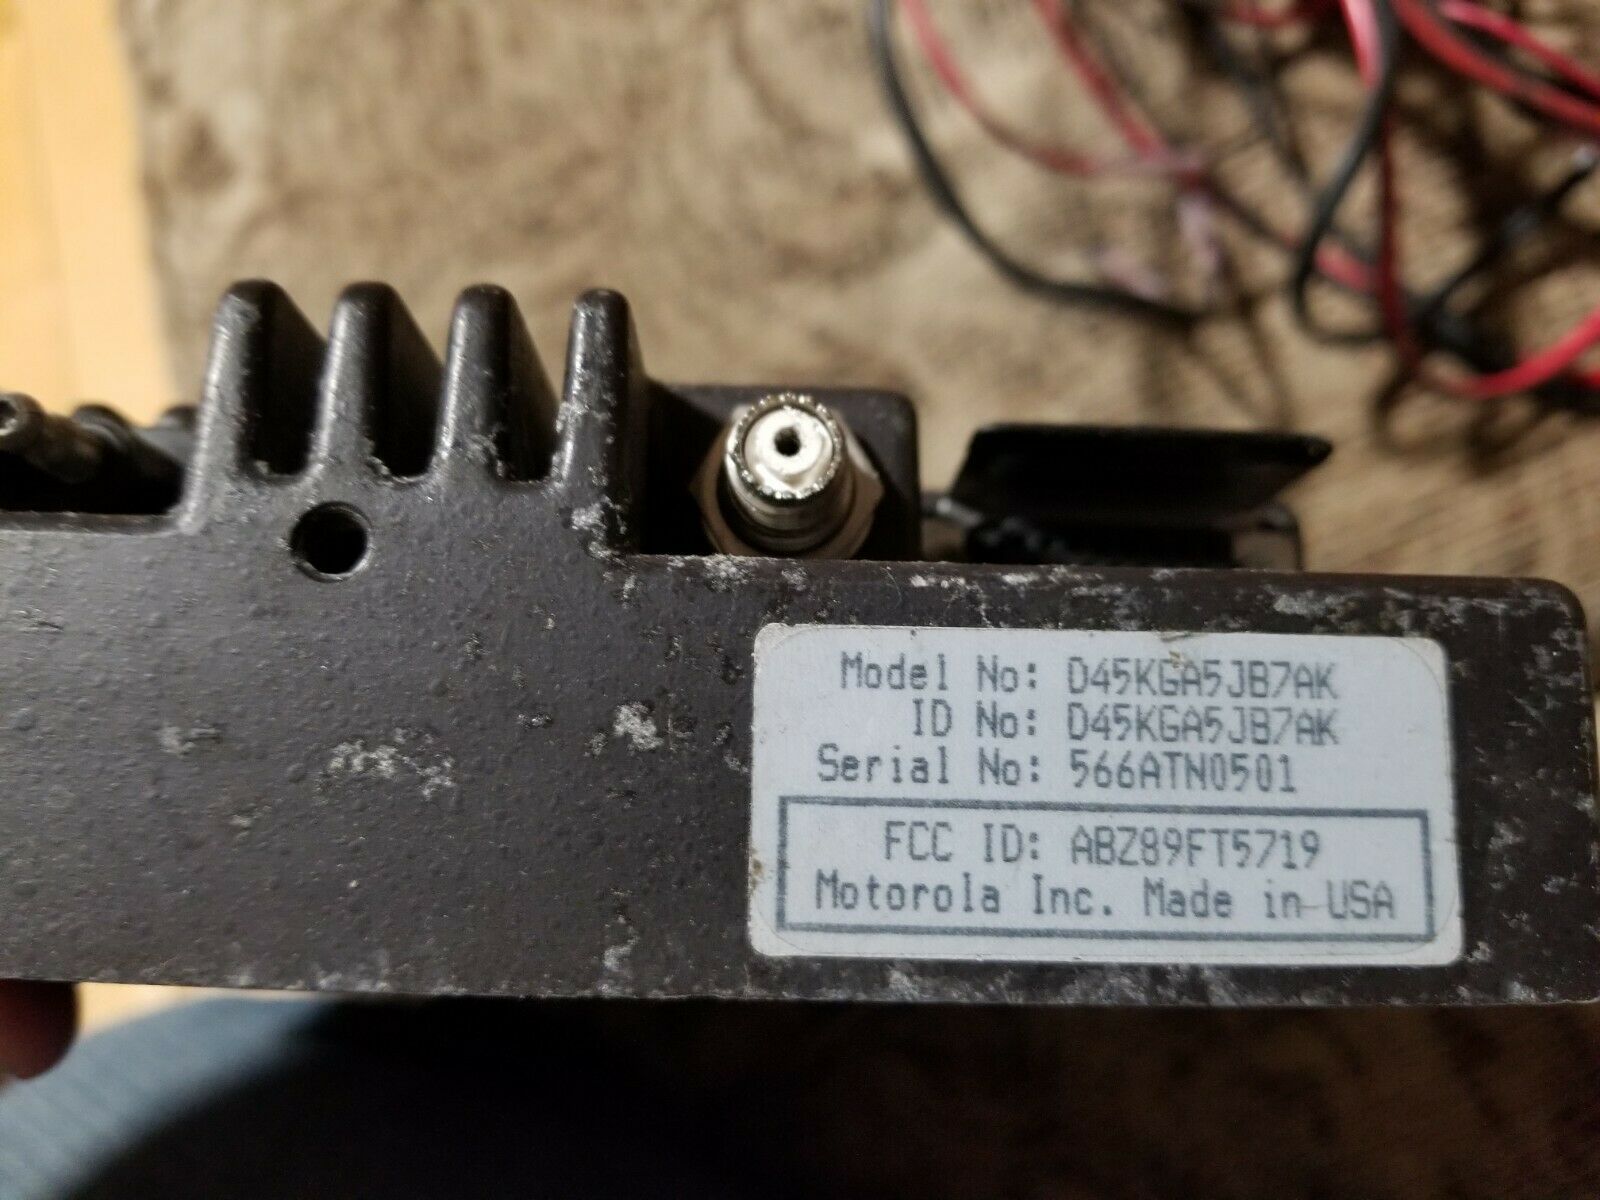 Model No: D45KGA5JB7AK
ID No: D45KGA5JB7AK
Serial No: 566ATN0501
FCC ID: ABZ89FT5719
Motorola Inc. Made in USA